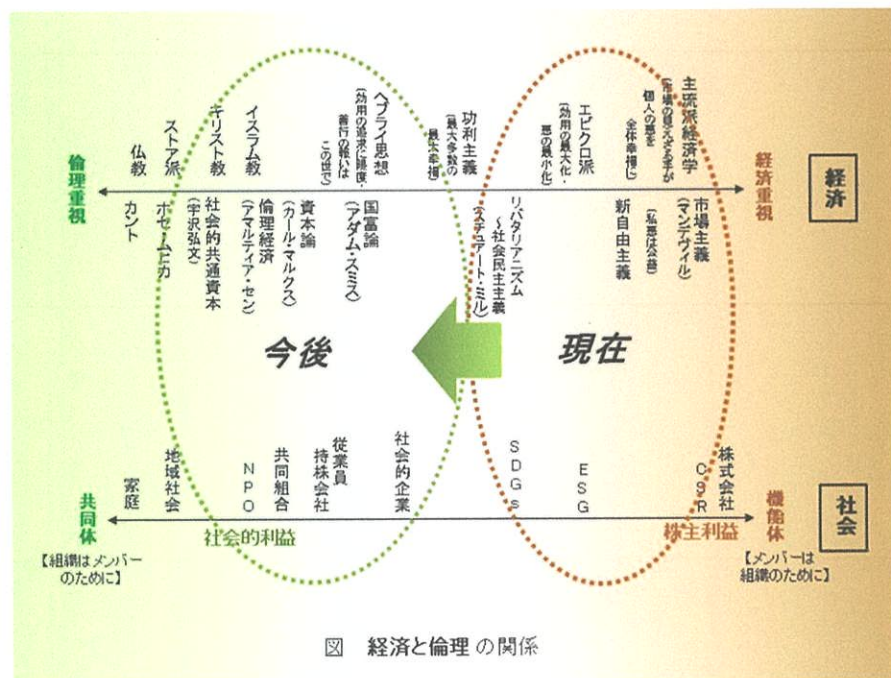 倫理重視
仏教
ストア派
キリスト教
イスラム教
ヘブライ思想
(効用の追求に限度・
善行の報いは
この世で)
功利主義
(最大多数の
最大幸福)
エピクロ派
(効用の最大化・
悪の最小化)
主流派経済学
(市場の見えざる手が
個人の悪を
全体幸福に)
経済重視
経済
カント
ホセ・ムヒカ
社会的共通資本
(宇沢弘文)
倫理経済
(アマルティア・セン)
資本論
(カール・マルクス)
国富論
(アダム・スミス)
リバタリアニズム
～社会民主主義
(スチュアート・ミル)
新自由主義
(私悪は公益)
市場主義
(マンデヴィル)
今後
現在
共同体
【組織はメンバー
のために】
家庭
地域社会
NPO
共同組合
従業員
持株会社
社会的企業
SDGs
ESG
CSR
株式会社
機能体
【メンバーは
組織のために】
社会
社会的利益
株主利益
図 経済と倫理の関係